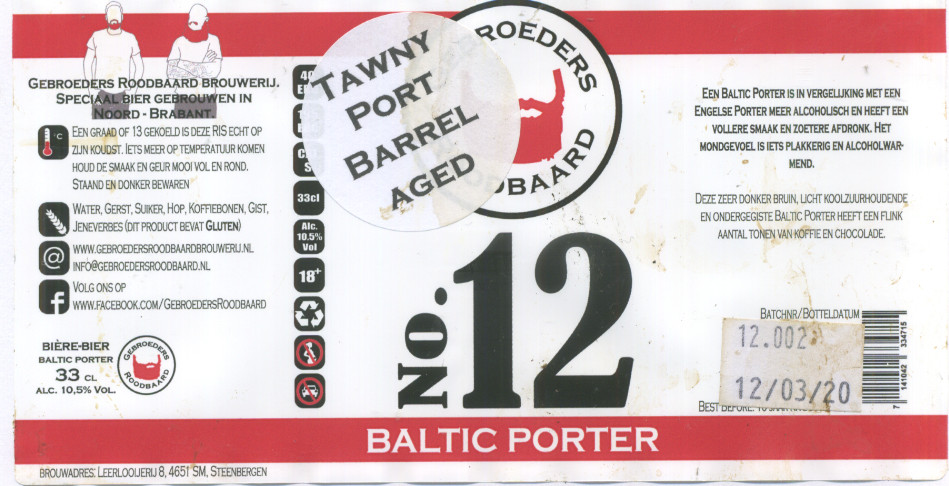 GEBROEDERS ROODBAARD BROUWERIJ.
SPECIAAL BIER GEBROUWEN IN
NOORD - BRABANT.
°C
EEN GRAAD OF 13 GEKOELD IS DEZE RIS ECHT OP
ZIJN KOUDST. IETS MEER OP TEMPERATUUR KOMEN
HOUD DE SMAAK EN GEUR MOOI VOL EN ROND.
STAAND EN DONKER BEWAREN
WATER, GERST, SUIKER, HOP, KOFFIEBONEN, GIST,
JENEVERBES (DIT PRODUCT BEVAT GLUTEN)
@
WWW.GEBROEDERSROODBAARDBROUWERIJ.NL
INFO@GEBROEDERSROODBAARD.NL
f
VOLG ONS OP
WWW.FACEBOOK.COM/GEBROEDERSROODBAARD
BIÈRE-BIER
BALTIC PORTER
33 CL
ALC. 10,5% VOL.
GEBROEDERS
ROODBAARD
BROUWADRES: LEERLOOIJERIJ 8, 4651 SM, STEENBERGEN
33cl
Alc.
10.5%
Vol
18+
TAWNY
PORT
BARREL
AGED
ROEDERS
DBAARD
No. 12
BALTIC PORTER
EEN BALTIC PORTER IS IN VERGELIJKING MET EEN
ENGELSE PORTER MEER ALCOHOLISCH EN HEEFT EEN
VOLLERE SMAAK EN ZOETERE AFDRONK. HET
MONDGEVOEL IS IETS PLAKKERIG EN ALCOHOLWAR-
MEND.
DEZE ZEER DONKER BRUIN, LICHT KOOLZUURHOUDENDE
EN ONDERGEGISTE BALTIC PORTER HEEFT EEN FLINK
AANTAL TONEN VAN KOFFIE EN CHOCOLADE.
BATCHNR/BOTTELDATUM
12.002
12/03/20
BEST BEFORE:
7 141042 334715